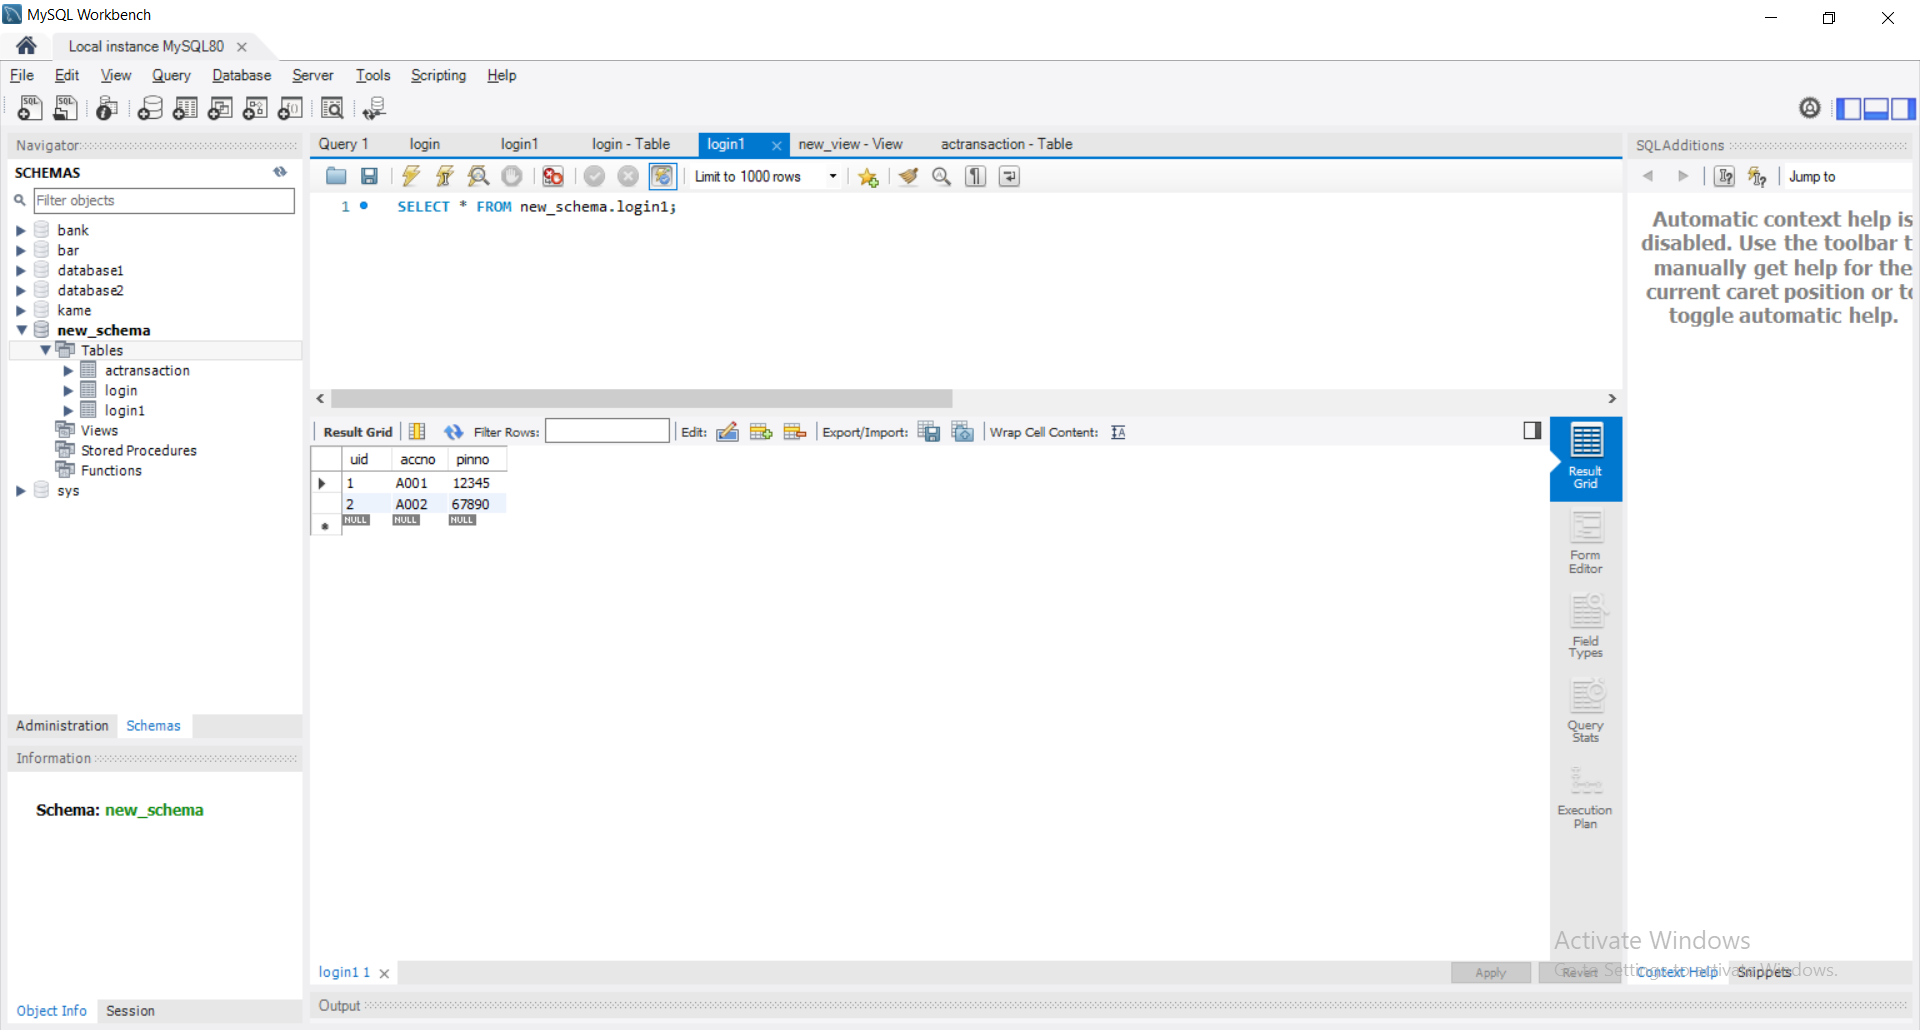 MySQL Workbench
Local instance MySQL80
File Edit View Query Database Server Tools Scripting Help
Navigator
SCHEMAS
Filter objects
bank
bar
database1
database2
kame
new_schema
Tables
actransaction
login
login1
Views
Stored Procedures
Functions
sys
Administration Schemas
Information
Schema: new_schema
Object Info Session
Query 1 login login1 login - Table login1 new_view - View actransaction - Table
Limit to 1000 rows
1 SELECT * FROM new_schema.login1;
Result Grid Filter Rows: Edit: Export/Import: Wrap Cell Content:
uid accno pinno
1 A001 12345
2 A002 67890
NULL NULL NULL
Result
Grid
Form
Editor
Field
Types
Query
Stats
Execution
Plan
login1 1
Apply Revert
Output
SQLAdditions
Jump to
Automatic context help is
disabled. Use the toolbar t
manually get help for the
current caret position or to
toggle automatic help.
Context Help Snippets
Activate Windows
Go to Settings to activate Windows.